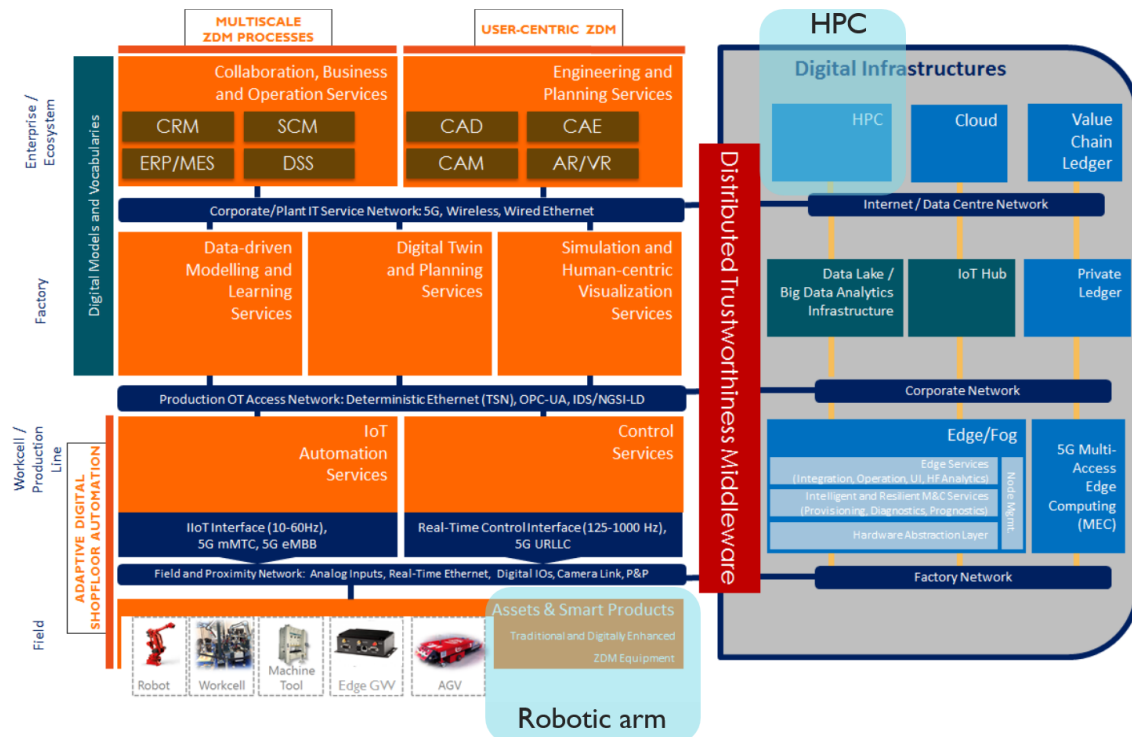 MULTISCALE
ZDM PROCESSES
USER-CENTRIC ZDM
HPC
Enterprise /
Ecosystem
Factory
Workcell /
Production
Line
Field
Digital Models and Vocabularies
ADAPTIVE DIGITAL
SHOPFLOOR AUTOMATION
Collaboration, Business
and Operation Services
CRM
SCM
ERP/MES
DSS
Engineering and
Planning Services
CAD
CAE
CAM
AR/VR
Corporate/Plant IT Service Network: 5G, Wireless, Wired Ethernet
Data-driven
Modelling and
Learning
Services
Digital Twin
and Planning
Services
Simulation and
Human-centric
Visualization
Services
Production OT Access Network: Deterministic Ethernet (TSN), OPC-UA, IDS/NGSI-LD
IoT
Automation
Services
Control
Services
IIoT Interface (10-60Hz),
5G mMTC, 5G eMBB
Real-Time Control Interface (125-1000 Hz),
5G URLLC
Field and Proximity Network: Analog Inputs, Real-Time Ethernet, Digital IOs, Camera Link, P&P
Assets & Smart Products
Traditional and Digitally Enhanced
ZDM Equipment
Robot
Workcell
Machine
Tool
Edge GW
AGV
Robotic arm
Distributed Trustworthiness Middleware
Digital Infrastructures
HPC
Cloud
Value
Chain
Ledger
Internet / Data Centre Network
Data Lake /
Big Data Analytics
Infrastructure
IoT Hub
Private
Ledger
Corporate Network
Edge/Fog
Edge Services
(Integration, Operation, UI, HF Analytics)
Intelligent and Resilient M&C Services
(Provisioning, Diagnostics, Prognostics)
Hardware Abstraction Layer
Node Mgmt.
5G Multi-
Access
Edge
Computing
(MEC)
Factory Network